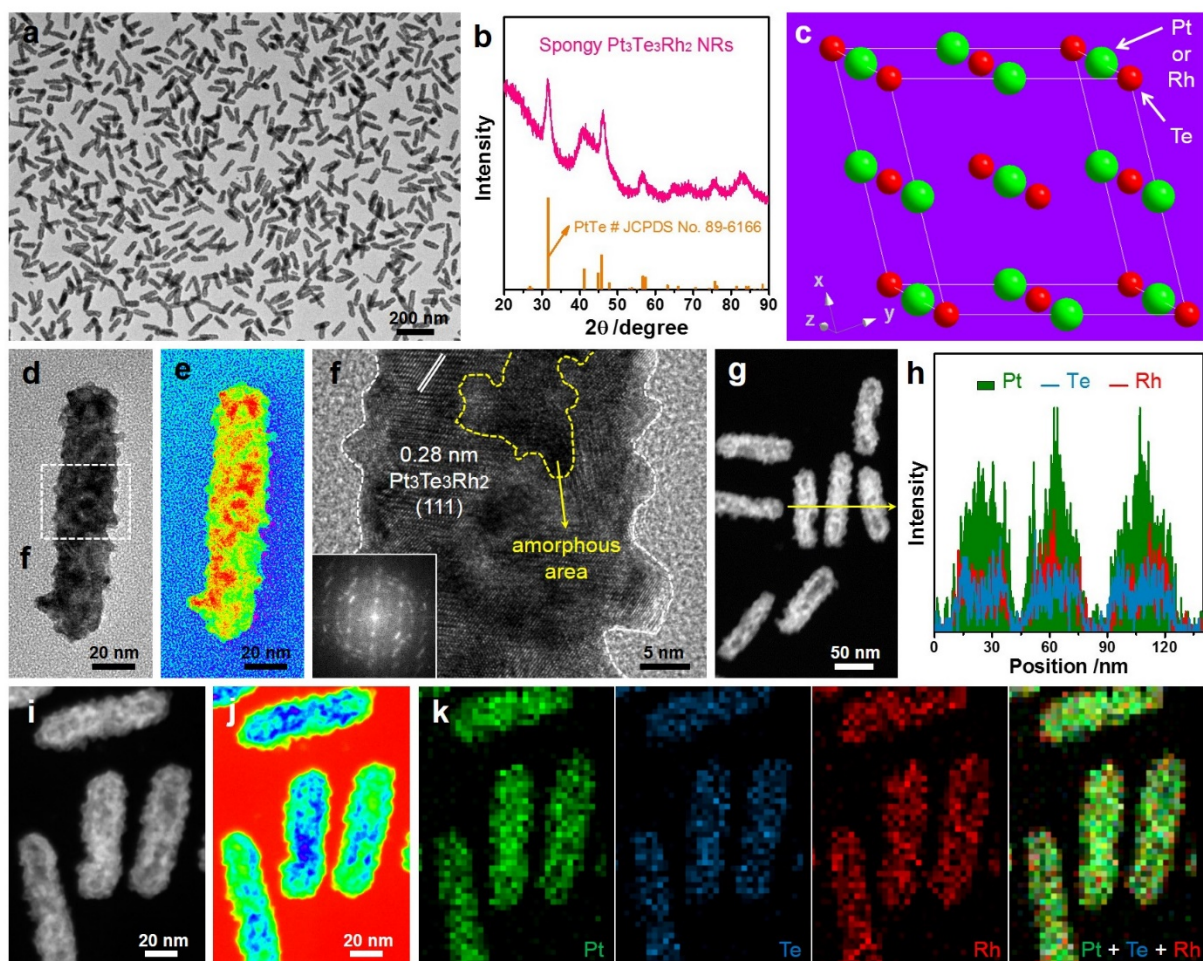 a
200 nm
b
Spongy Pt₃Te₃Rh₂ NRs
Intensity
PtTe # JCPDS No. 89-6166
20 30 40 50 60 70 80 90
2θ /degree
c
Pt
or
Rh
Te
x
z
y
d
f
20 nm
e
20 nm
f
0.28 nm
Pt₃Te₃Rh₂
(111)
amorphous
area
5 nm
g
50 nm
h
Pt Te Rh
Intensity
0 30 60 90 120
Position /nm
i
20 nm
j
20 nm
k
Pt
Te
Rh
Pt + Te + Rh